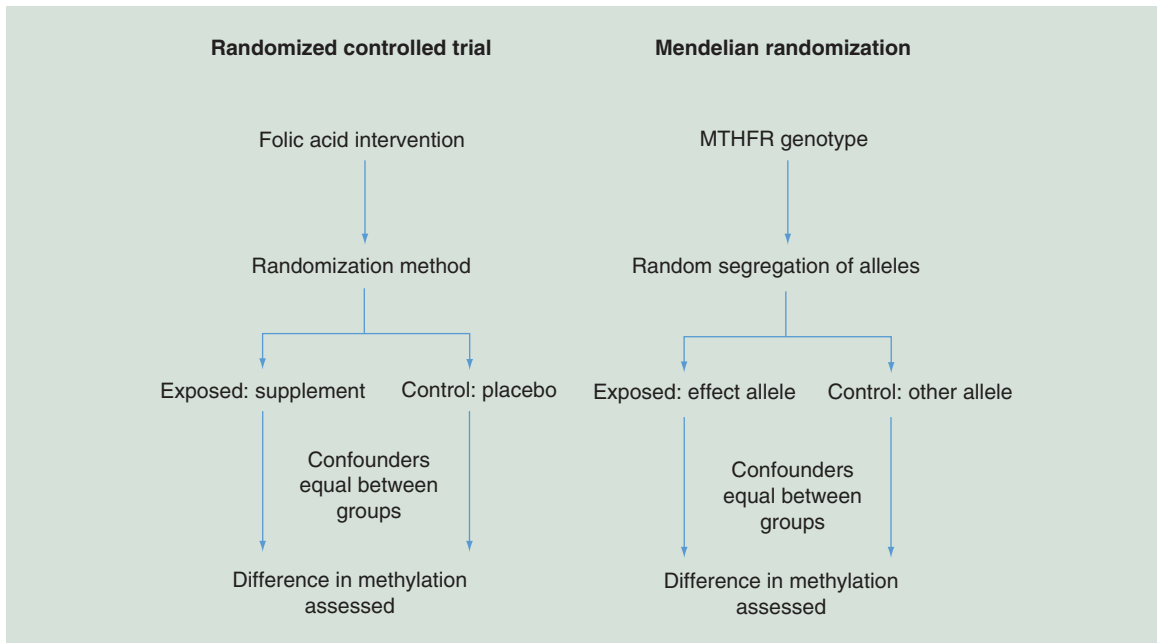 Randomized controlled trial
Folic acid intervention
Randomization method
Exposed: supplement
Control: placebo
Confounders
equal between
groups
Difference in methylation
assessed
Mendelian randomization
MTHFR genotype
Random segregation of alleles
Exposed: effect allele
Control: other allele
Confounders
equal between
groups
Difference in methylation
assessed